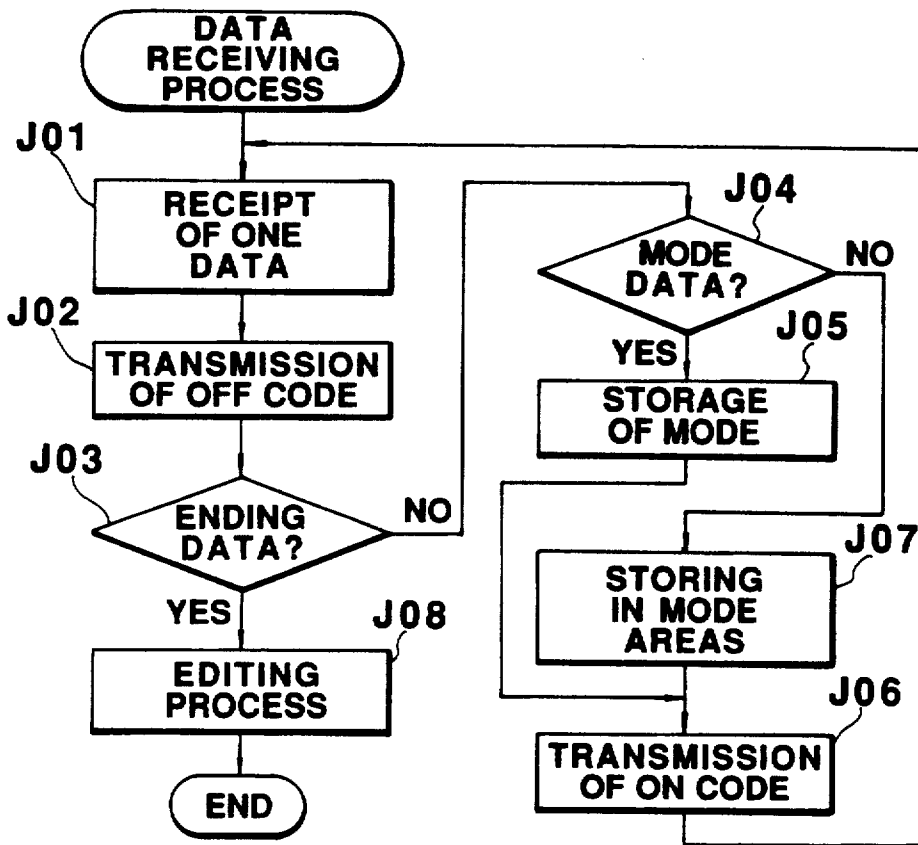 DATA
RECEIVING
PROCESS
J01
RECEIPT
OF ONE
DATA
J02
TRANSMISSION
OF OFF CODE
J03
ENDING
DATA?
NO
YES
J08
EDITING
PROCESS
END
J04
MODE
DATA?
NO
YES
J05
STORAGE
OF MODE
J07
STORING
IN MODE
AREAS
J06
TRANSMISSION
OF ON CODE